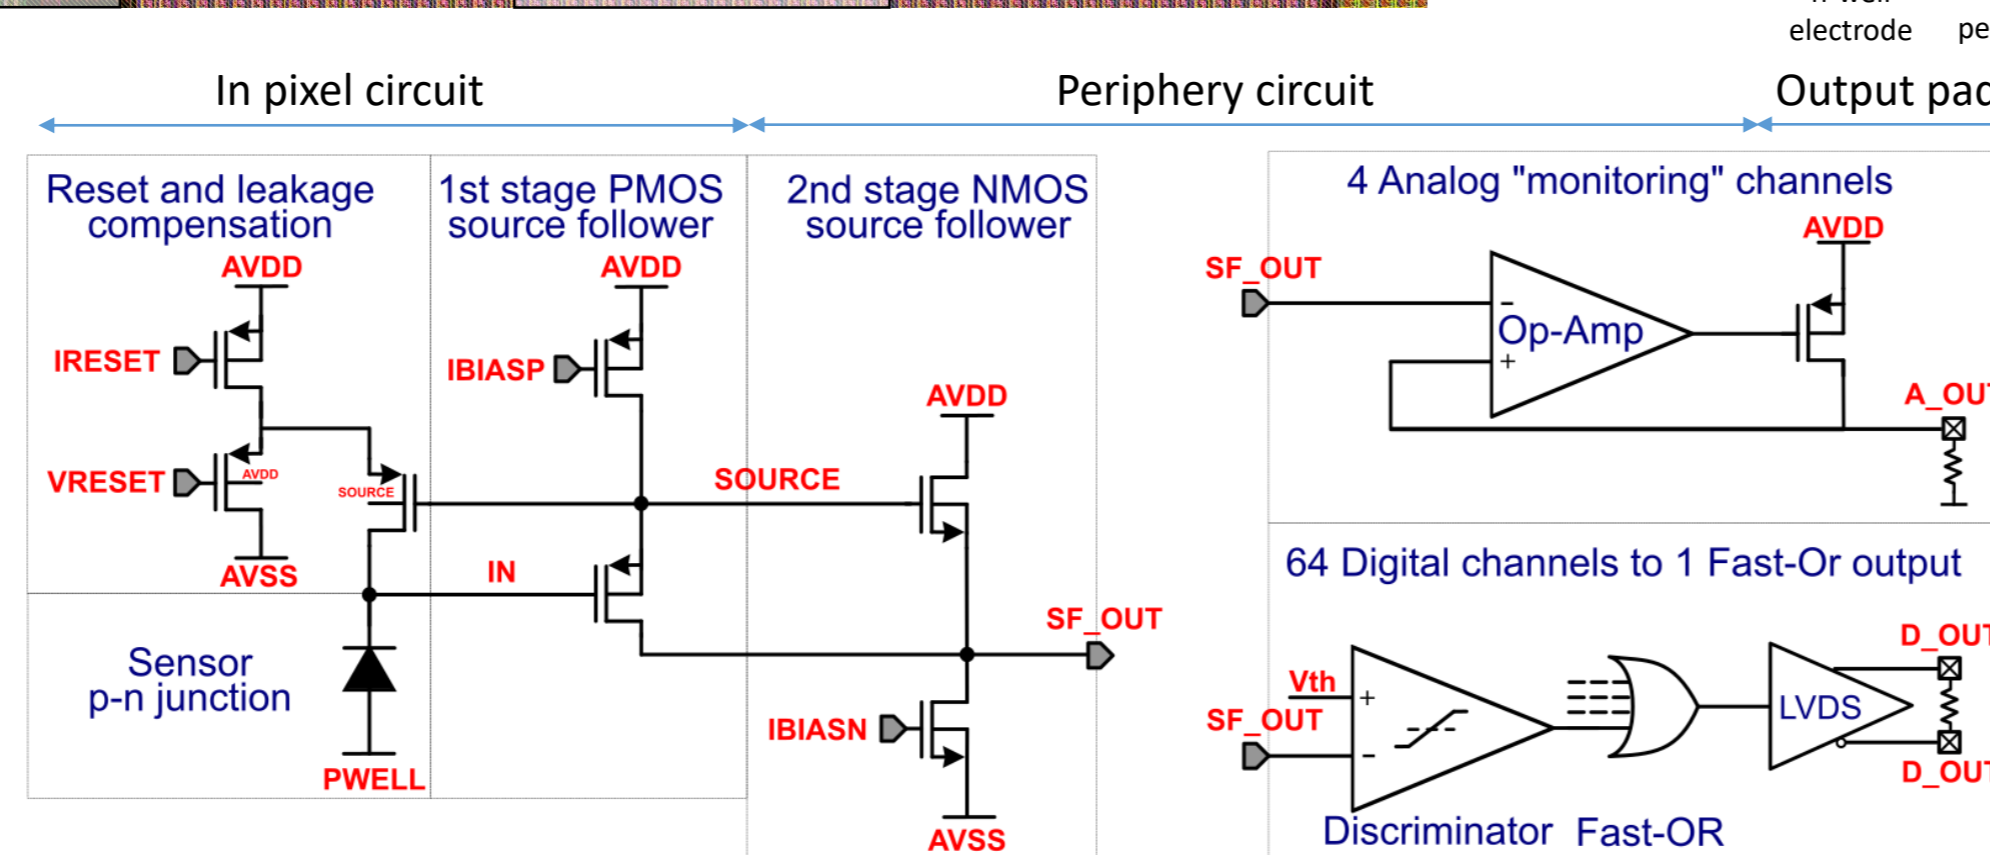 electrode
In pixel circuit
Periphery circuit
Reset and leakage
compensation
AVDD
IRESET
VRESET
AVDD
SOURCE
AVSS
Sensor
p-n junction
PWELL
1st stage PMOS
source follower
AVDD
IBIASP
SOURCE
IN
2nd stage NMOS
source follower
AVDD
SF_OUT
IBIASN
AVSS
4 Analog "monitoring" channels
AVDD
SF_OUT
-
Op-Amp
+
64 Digital channels to 1 Fast-Or output
Vth
+
SF_OUT
-
LVDS
Discriminator Fast-OR
Output